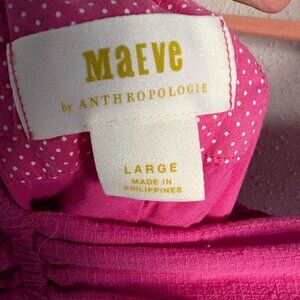 Maeve
by ANTHROPOLOGIE
LARGE
MADE IN
PHILIPPINES